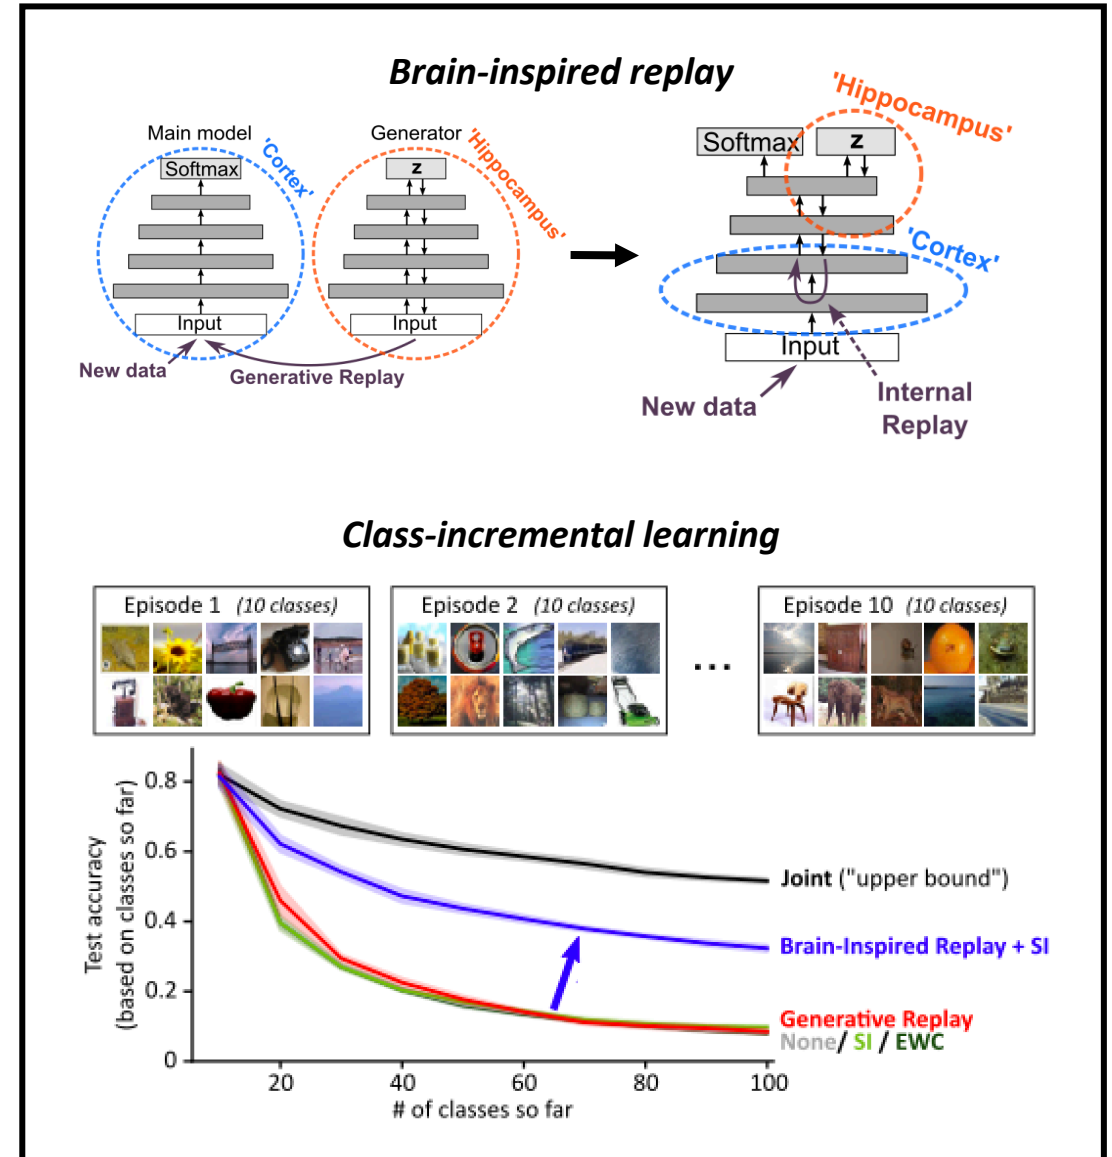 Brain-inspired replay
Main model
Softmax
Input
'Cortex'
New data
Generator
z
Input
'Hippocampus'
Generative Replay
'Hippocampus'
Softmax
z
'Cortex'
Input
New data
Internal
Replay
Class-incremental learning
Episode 1 (10 classes)
Episode 2 (10 classes)
...
Episode 10 (10 classes)
Test accuracy
(based on classes so far)
0.8
0.6
0.4
0.2
0
20
40
60
80
100
# of classes so far
Joint ("upper bound")
Brain-Inspired Replay + SI
Generative Replay
None/ SI / EWC